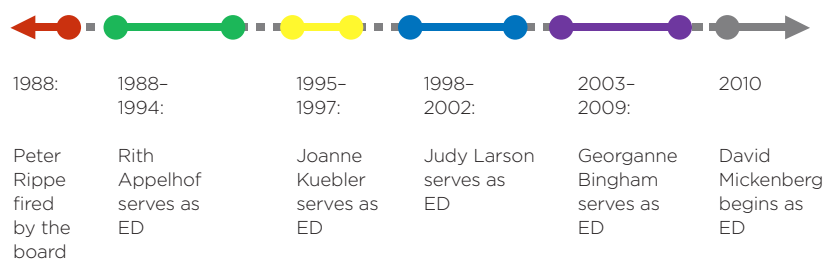 1988:
Peter
Rippe
fired
by the
board
1988–
1994:
Rith
Appelhof
serves as
ED
1995–
1997:
Joanne
Kuebler
serves as
ED
1998–
2002:
Judy Larson
serves as
ED
2003–
2009:
Georganne
Bingham
serves as
ED
2010
David
Mickenberg
begins as
ED